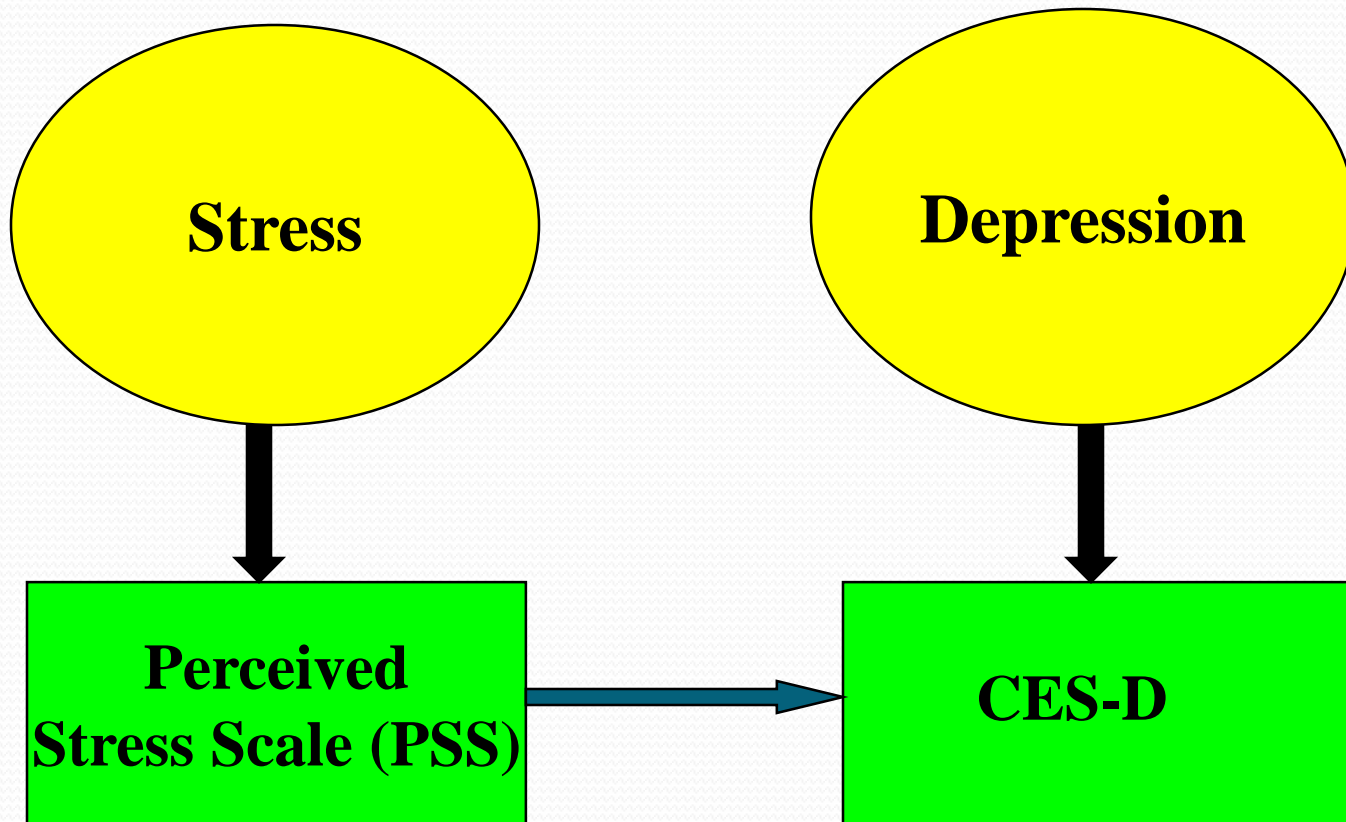 Stress
Depression
Perceived
Stress Scale (PSS)
CES-D